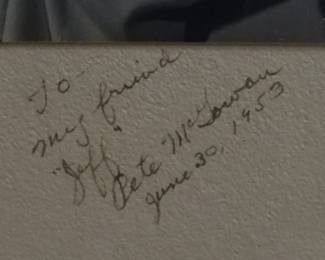 To
my friend
"Jeff"
Pete McGowan
June 30, 1953